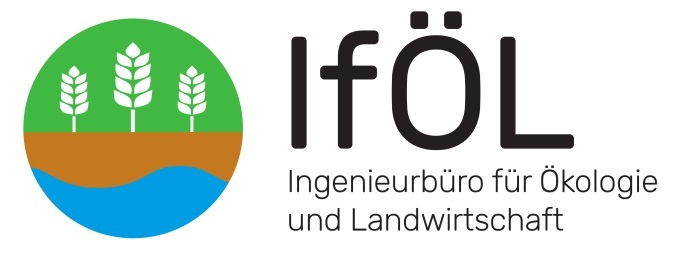 IfÖL
Ingenieurbüro für Ökologie
und Landwirtschaft